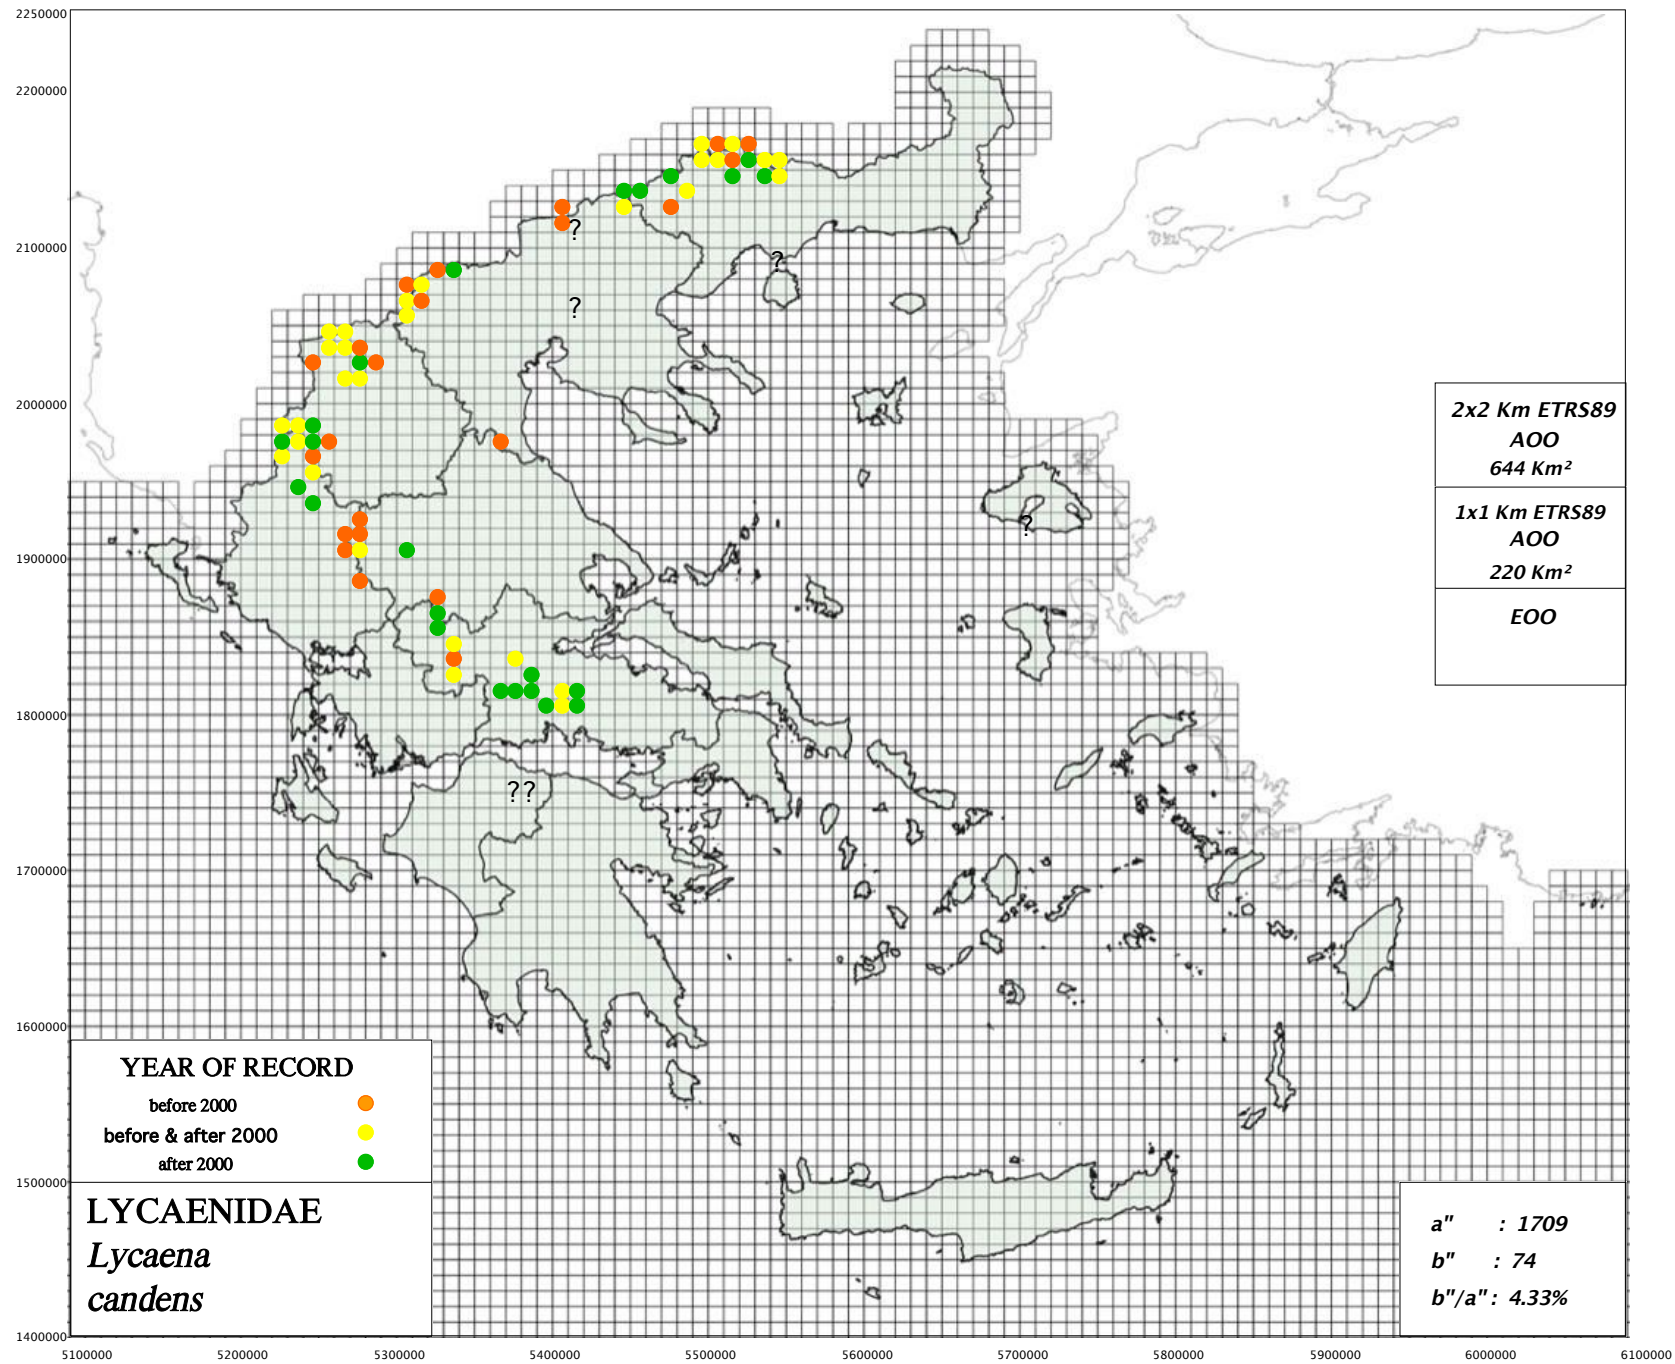 2250000
2200000
2100000
2000000
1900000
1800000
1700000
1600000
1500000
1400000
?
?
?
?
??
2x2 Km ETRS89
AOO
644 Km²
1x1 Km ETRS89
AOO
220 Km²
EOO
YEAR OF RECORD
before 2000
before & after 2000
after 2000
LYCAENIDAE
Lycaena
candens
a" : 1709
b" : 74
b"/a" : 4.33%
5100000 5200000 5300000 5400000 5500000 5600000 5700000 5800000 5900000 6000000 6100000